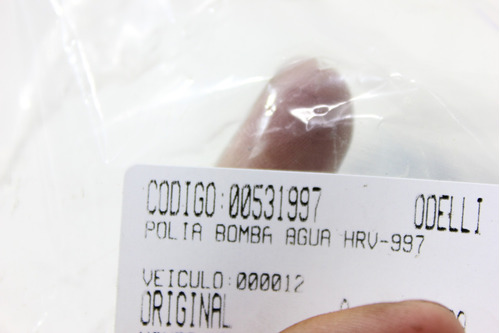 CODIGO:00531997 ODELLI
POLIA BOMBA AGUA HRV-997
VEICULO:000012
ORIGINAL